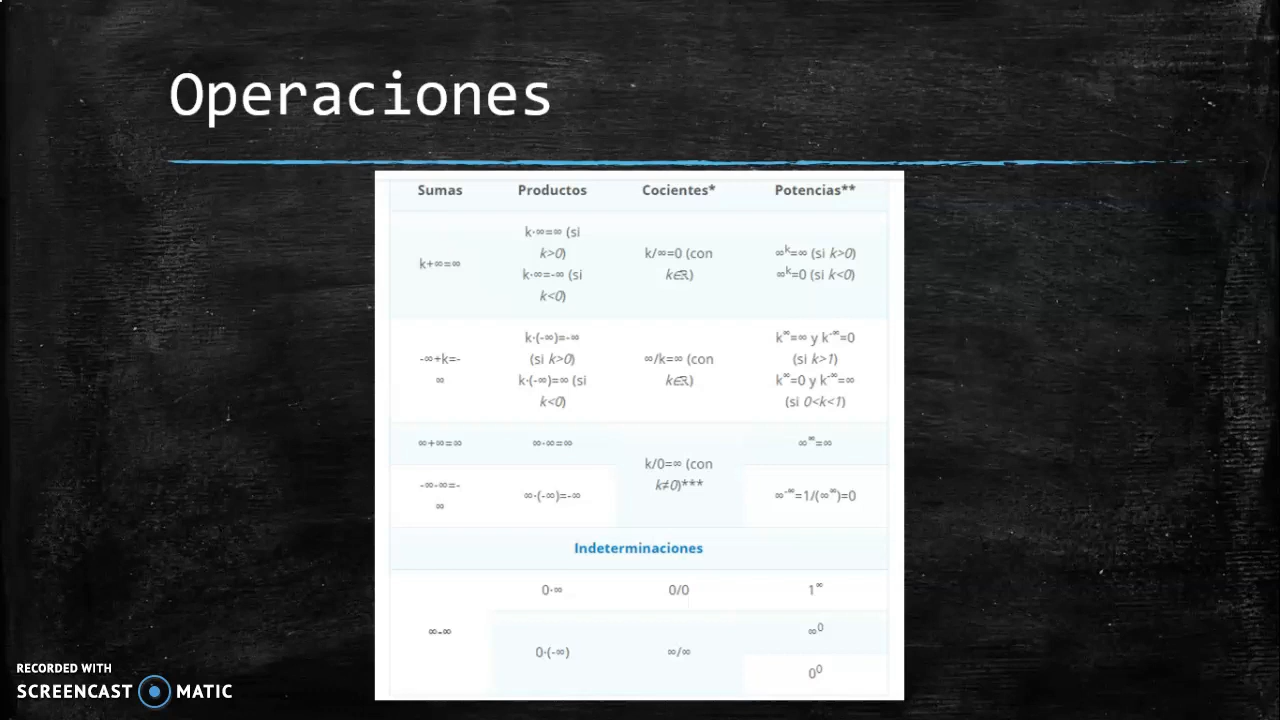 Operaciones
Sumas Productos Cocientes* Potencias**
k+∞=∞
k·∞=∞ (si
k>0)
k·∞=-∞ (si
k<0)
k/∞=0 (con
k∈ℝ)
∞^k=∞ (si k>0)
∞^k=0 (si k<0)
-∞+k=-
∞
k·(-∞)=-∞
(si k>0)
k·(-∞)=∞ (si
k<0)
∞/k=∞ (con
k∈ℝ)
k^∞=∞ y k^-∞=0
(si k>1)
k^∞=0 y k^-∞=∞
(si 0<k<1)
∞+∞=∞
∞·∞=∞
k/0=∞ (con
k≠0)***
∞^∞=∞
-∞-∞=-
∞
∞·(-∞)=-∞
∞^-∞=1/(∞^∞)=0
Indeterminaciones
∞-∞
0·∞
0/0
1^∞
0·(-∞)
∞/∞
∞^0
0^0
RECORDED WITH
SCREENCAST MATIC